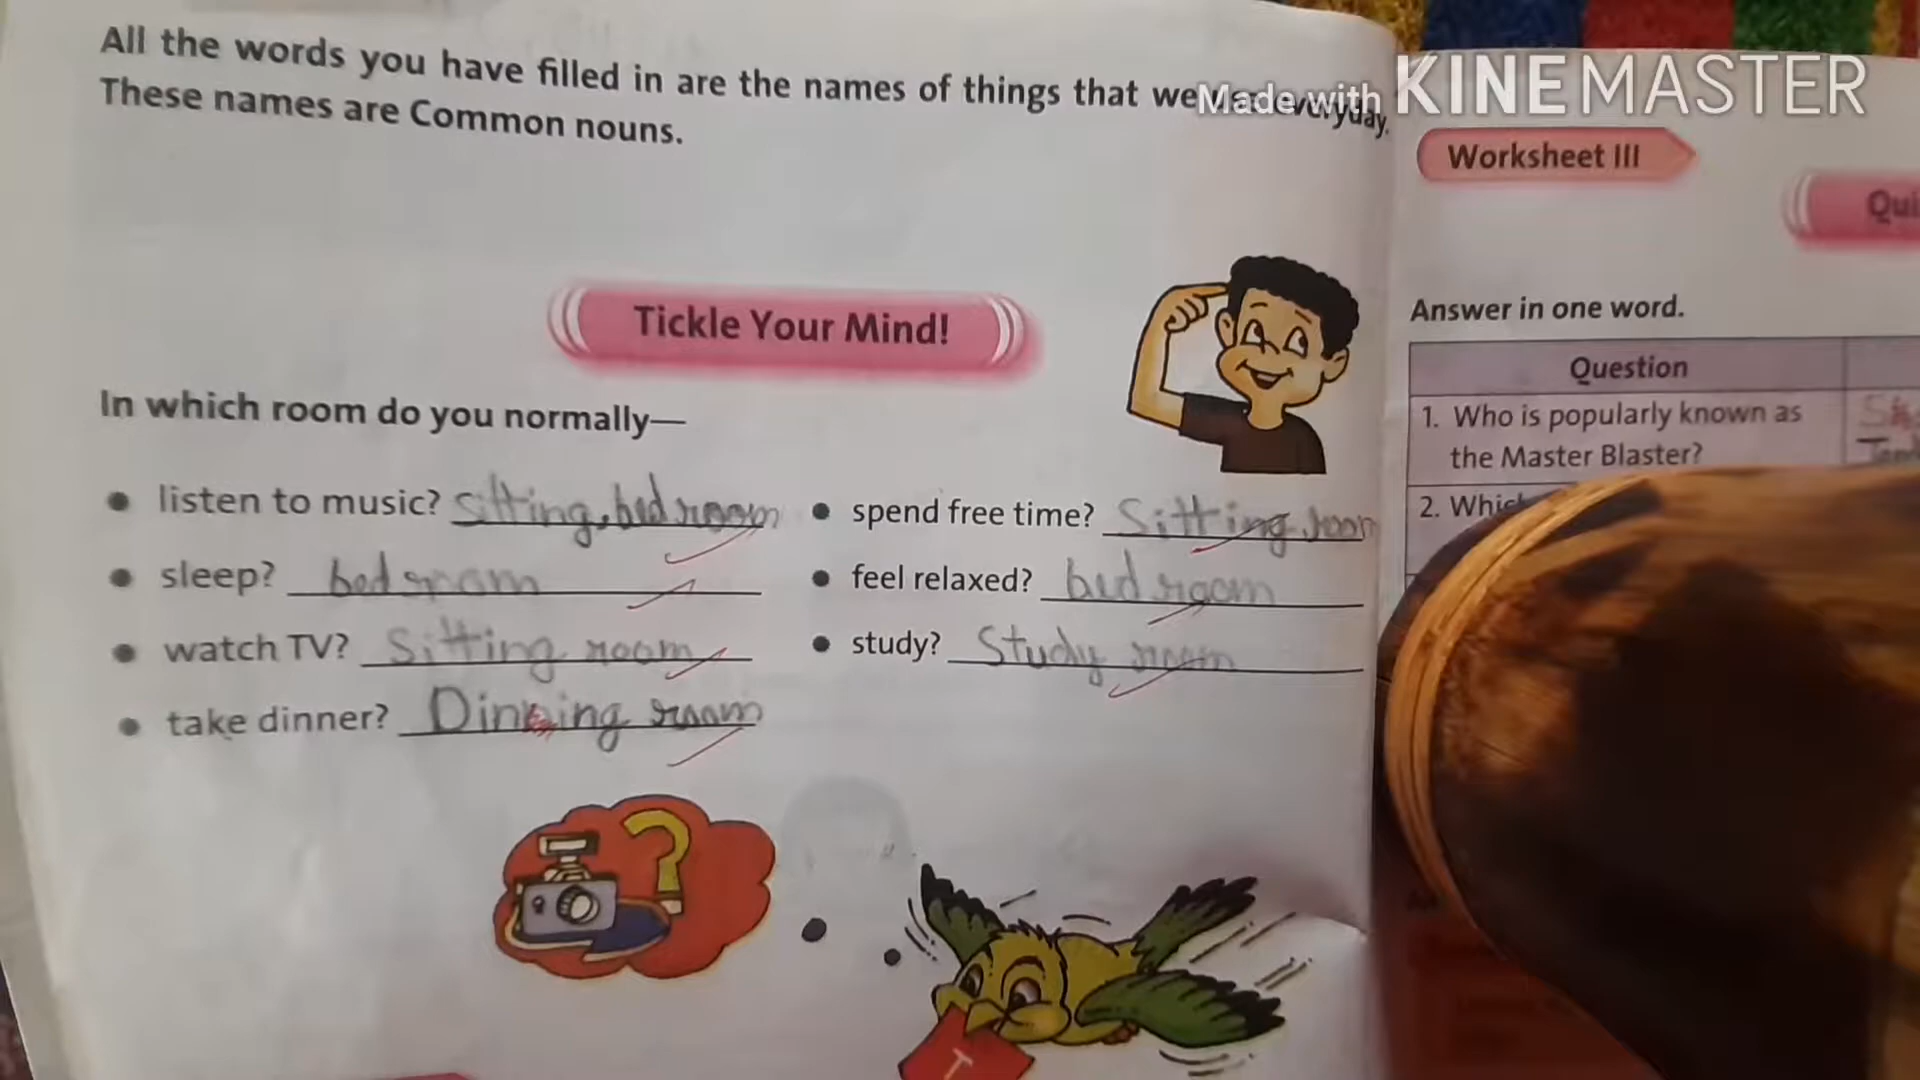 All the words you have filled in are the names of things that we use everyday.
These names are Common nouns.
Made with KINEMASTER
Tickle Your Mind!
In which room do you normally—
listen to music? Sitting, bed room
sleep? bed room
watch TV? Sitting room
take dinner? Dinning room
spend free time? Sitting room
feel relaxed? bed room
study? Study room
T
Worksheet III
Answer in one word.
Question
1. Who is popularly known as
the Master Blaster?
2.